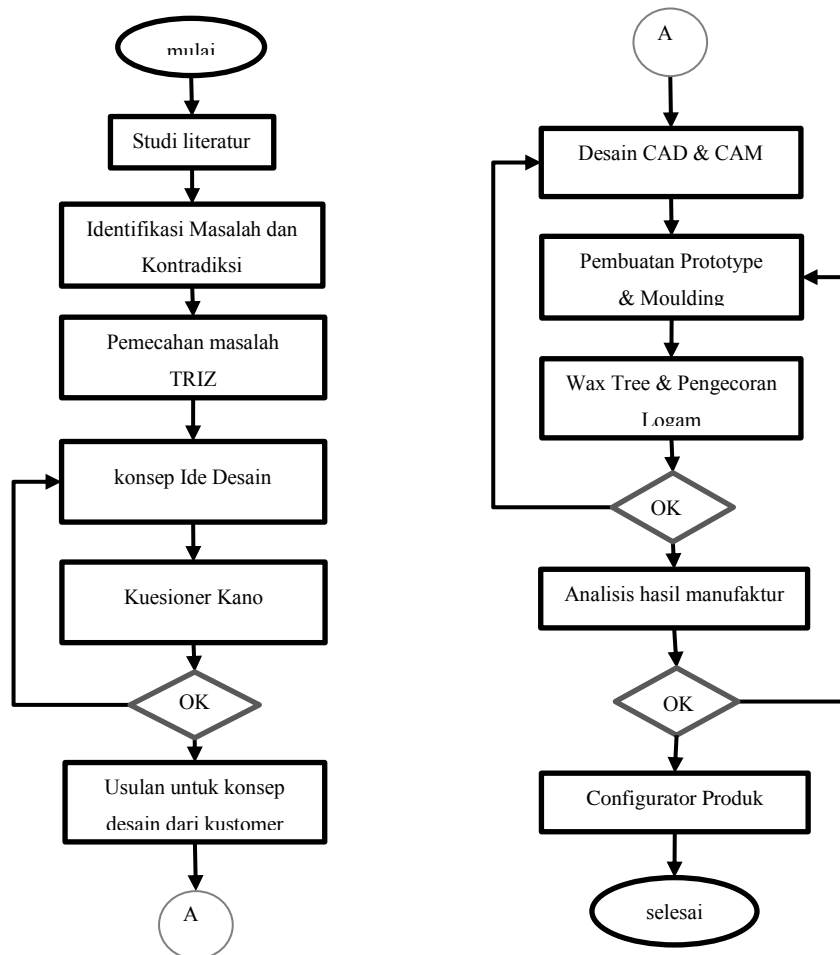 mulai
Studi literatur
Identifikasi Masalah dan
Kontradiksi
Pemecahan masalah
TRIZ
konsep Ide Desain
Kuesioner Kano
OK
Usulan untuk konsep
desain dari kustomer
A
A
Desain CAD & CAM
Pembuatan Prototype
& Moulding
Wax Tree & Pengecoran
Logam
OK
Analisis hasil manufaktur
OK
Configurator Produk
selesai